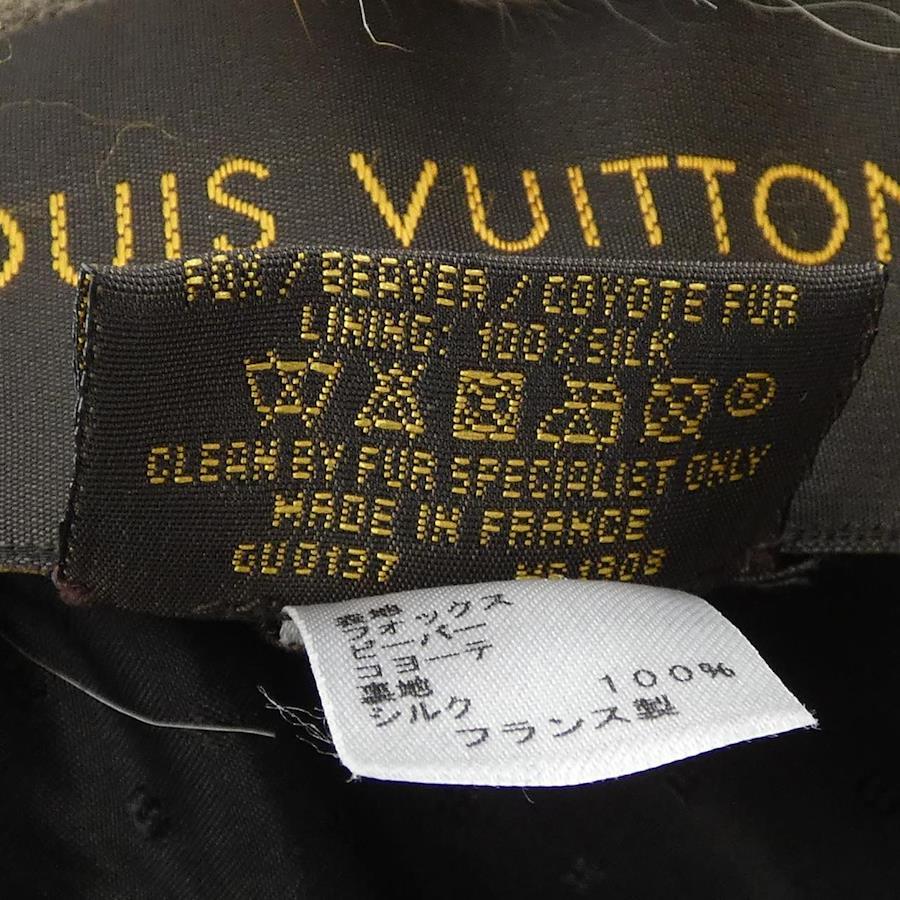 LOUIS VUITTON
FOX / BEAVER / COYOTE FUR
LINING: 100%SILK
CLEAN BY FUR SPECIALIST ONLY
MADE IN FRANCE
GU0137
表地
フォックス
ビーバー
コヨーテ
裏地
シルク 100%
フランス製